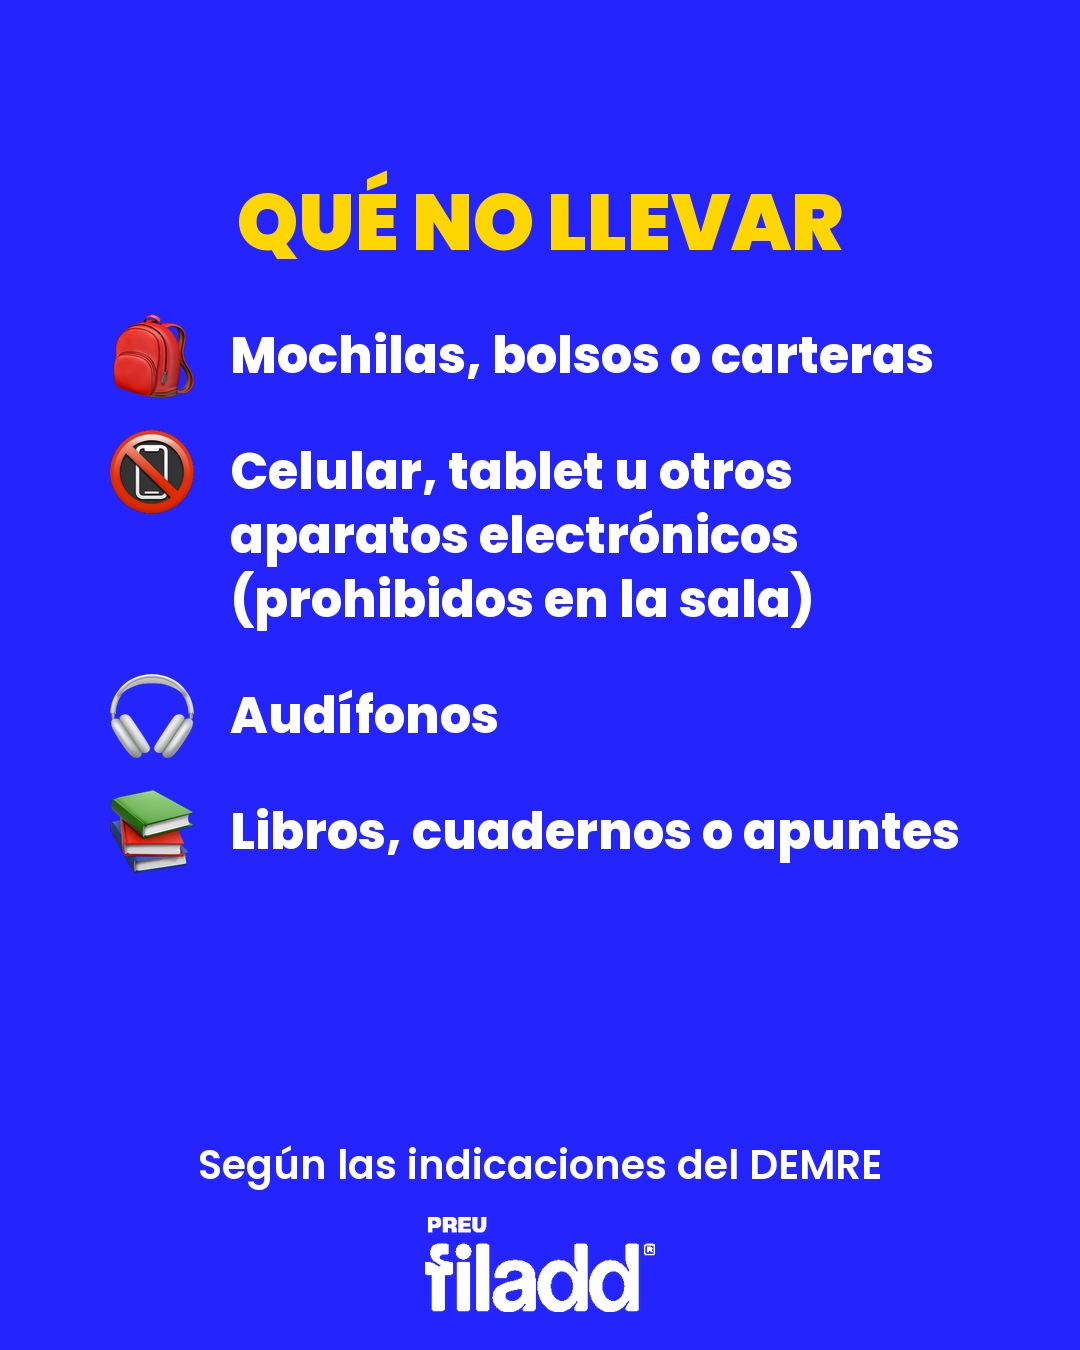 QUÉ NO LLEVAR
Mochilas, bolsos o carteras
Celular, tablet u otros
aparatos electrónicos
(prohibidos en la sala)
Audífonos
Libros, cuadernos o apuntes
Según las indicaciones del DEMRE
PREU
filadd®